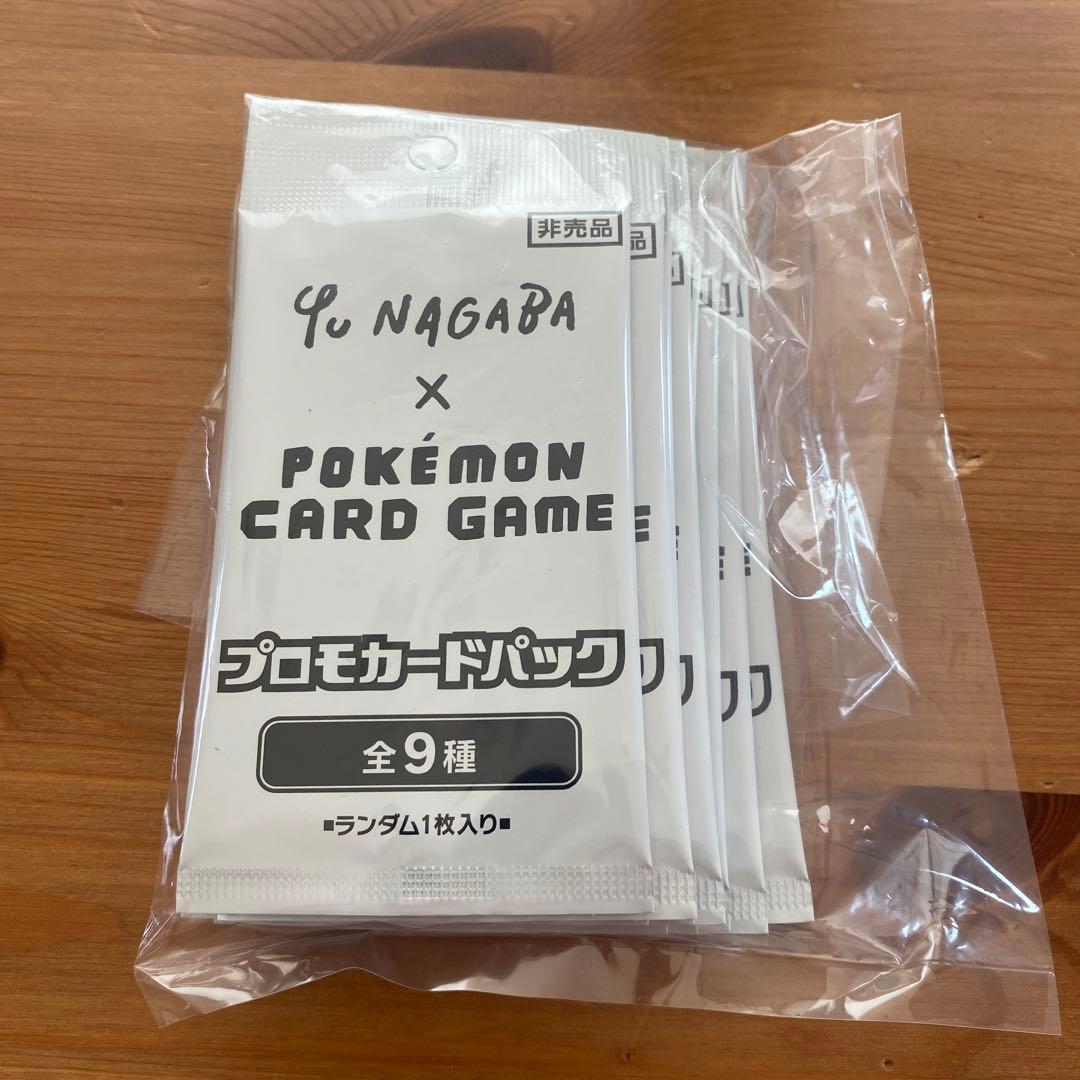 非売品
Yu NAGABA
×
POKÉMON
CARD GAME
プロモカードパック
全9種
■ランダム1枚入り■
品
E